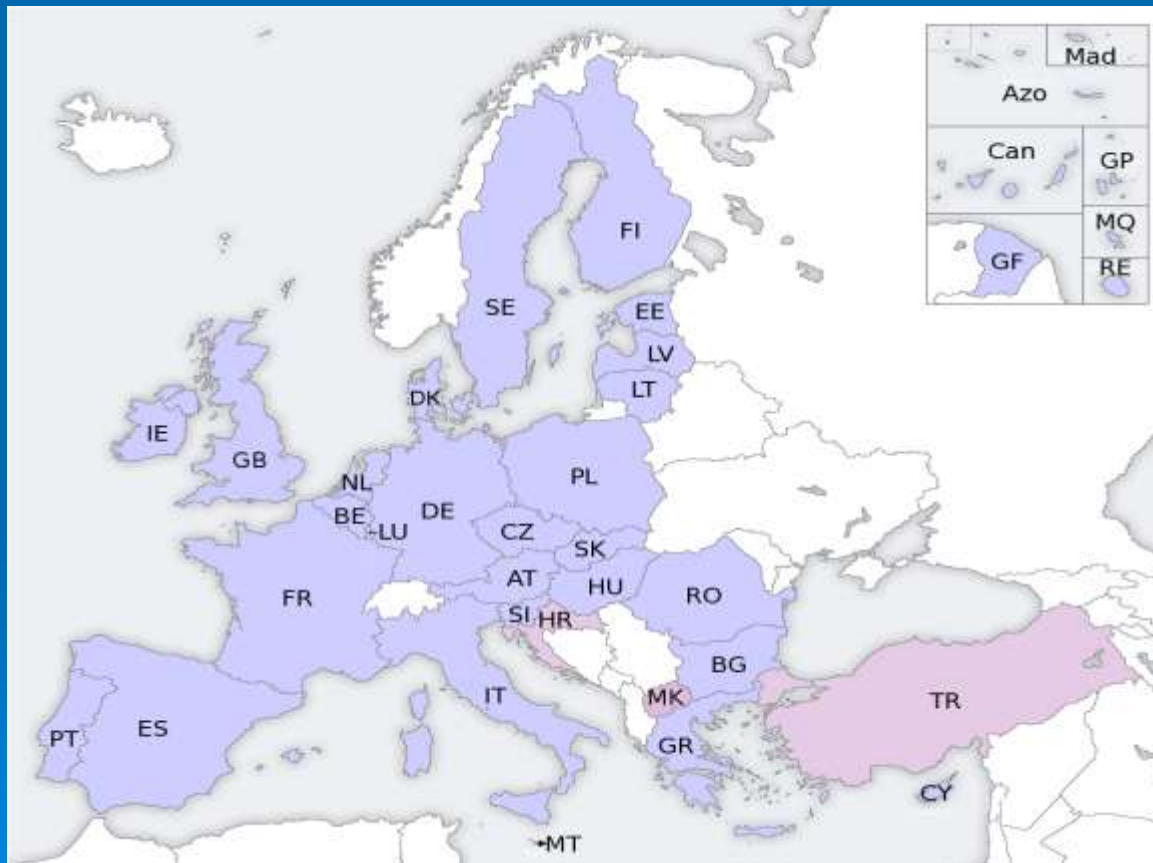 Mad
Azo
Can
GP
MQ
GF
RE
FI
SE
EE
LV
LT
DK
IE
GB
NL
PL
BE
LU
DE
CZ
SK
AT
HU
FR
RO
SI
HR
BG
IT
MK
TR
PT
ES
GR
CY
MT